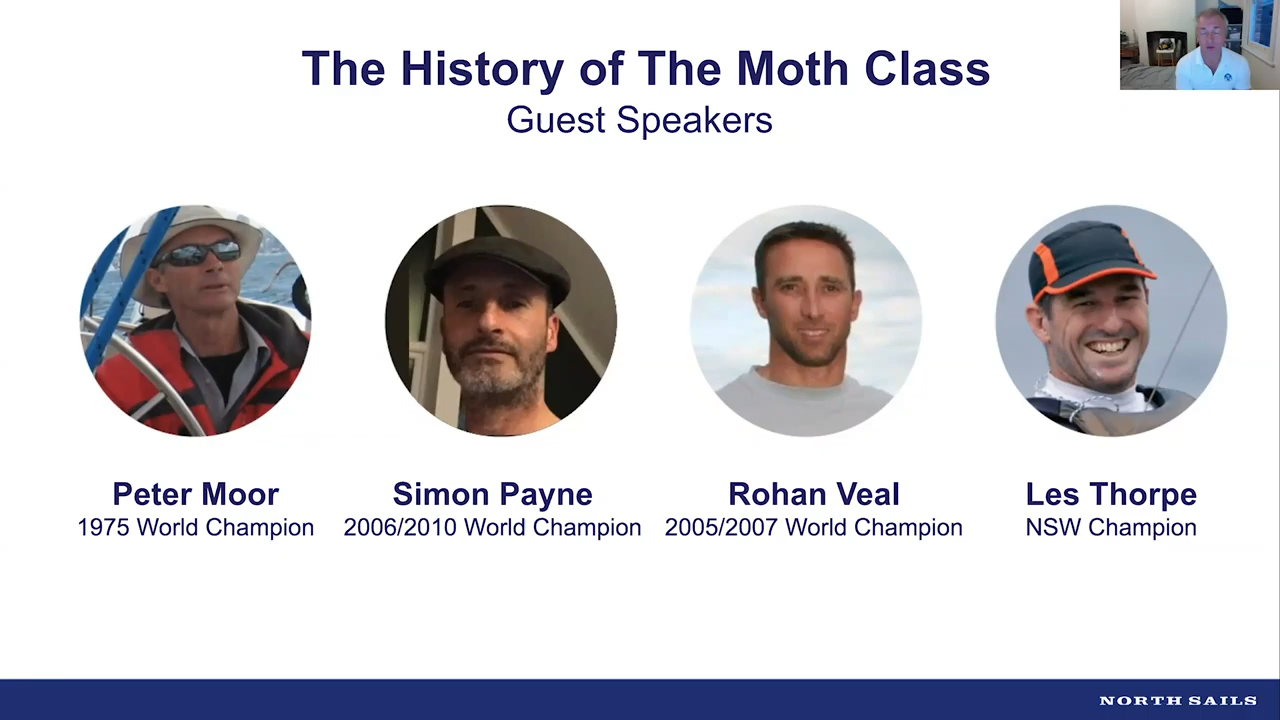 The History of The Moth Class
Guest Speakers
Peter Moor
1975 World Champion
Simon Payne
2006/2010 World Champion
Rohan Veal
2005/2007 World Champion
Les Thorpe
NSW Champion
NORTH SAILS